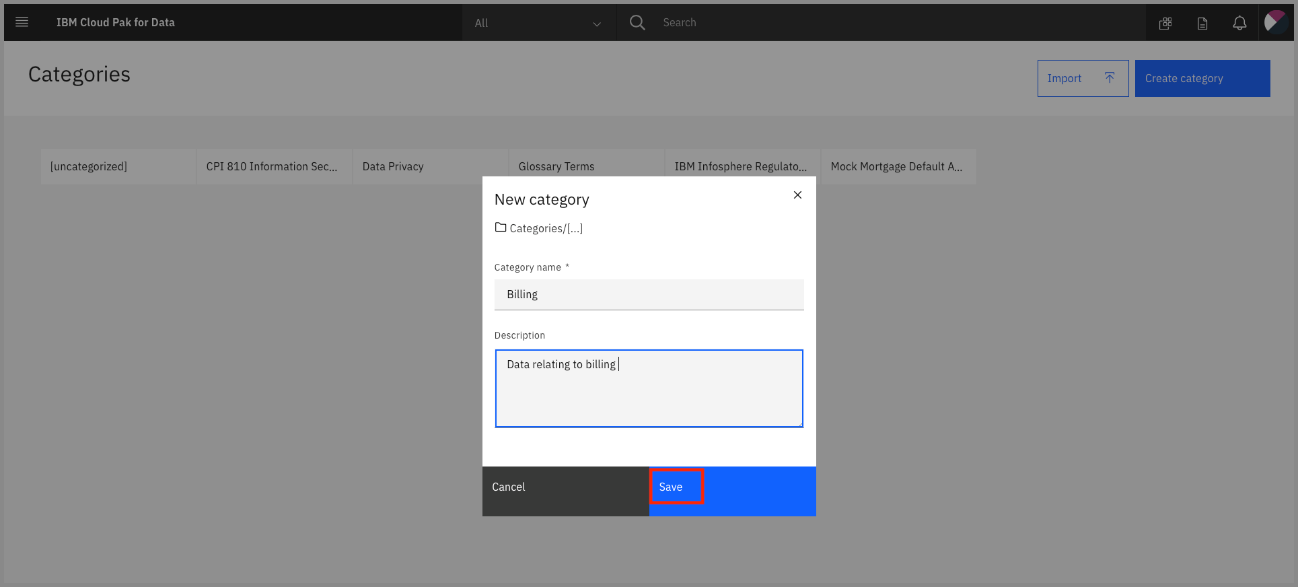 IBM Cloud Pak for Data
All
Search
Categories
Import
Create category
[uncategorized]
CPI 810 Information Sec...
Data Privacy
Glossary Terms
IBM Infosphere Regulato...
Mock Mortgage Default A...
New category
Categories/[...]
Category name *
Billing
Description
Data relating to billing
Cancel
Save